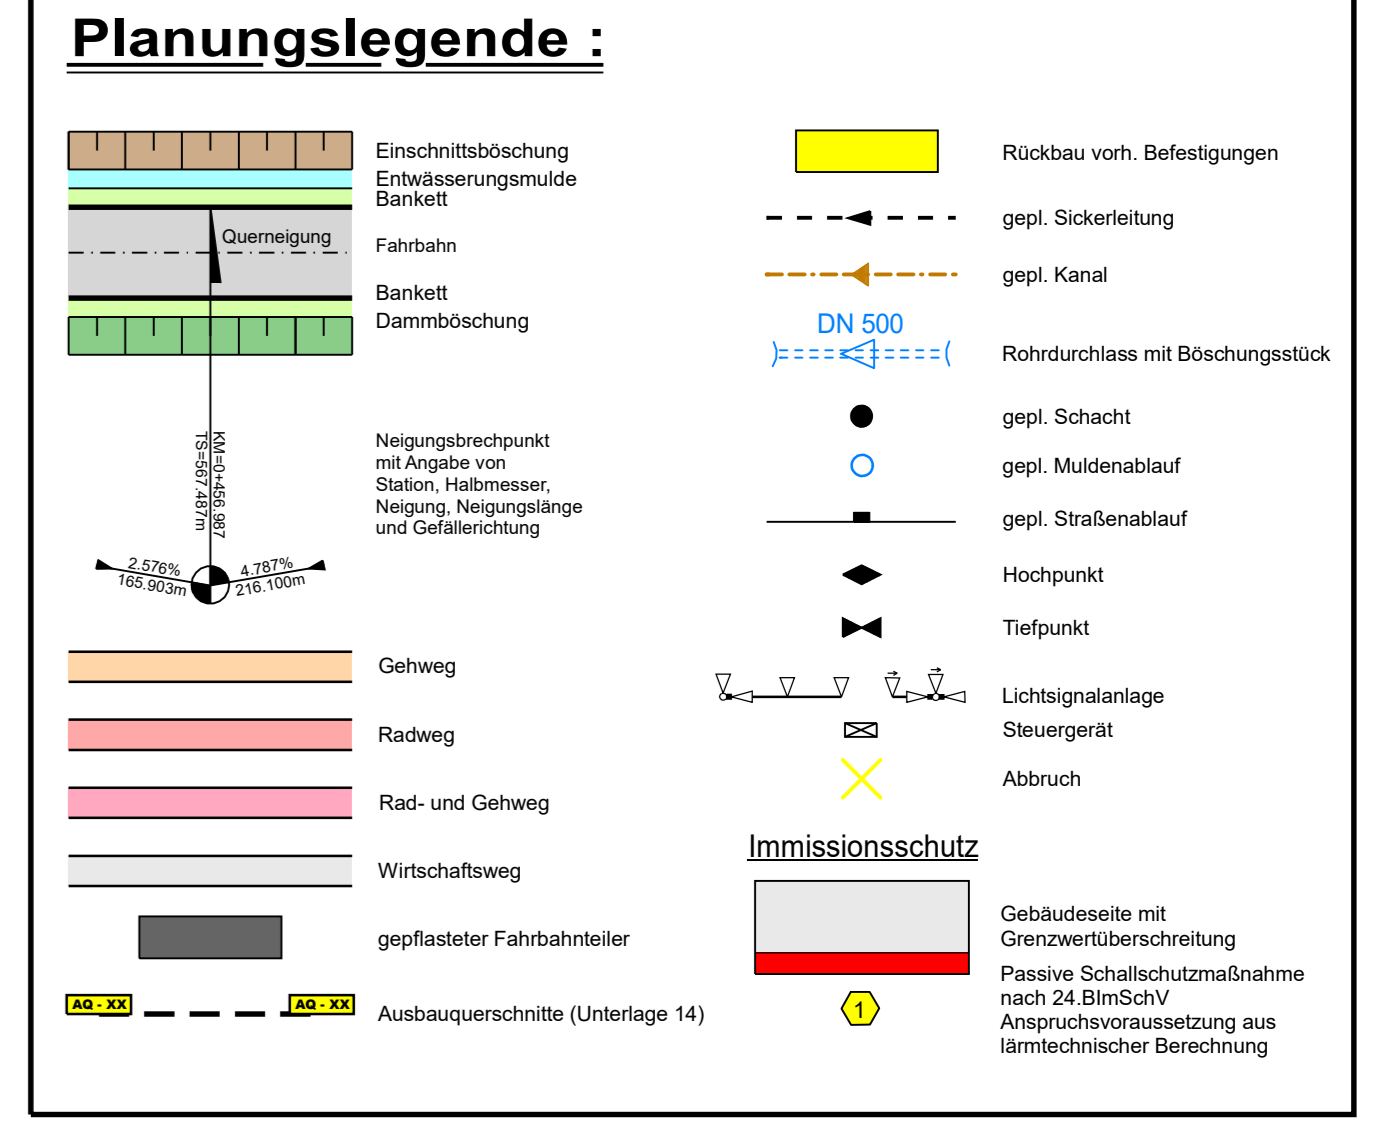 Planungslegende :
Einschnittsböschung
Entwässerungsmulde
Bankett
Querneigung
Fahrbahn
Bankett
Dammböschung
KM=0+456.987
TS=567.487m
Neigungsbrechpunkt
mit Angabe von
Station, Halbmesser,
Neigung, Neigungslänge
und Gefällerichtung
2.576%
165.903m
4.787%
216.100m
Gehweg
Radweg
Rad- und Gehweg
Wirtschaftsweg
gepflasteter Fahrbahnteiler
AQ - XX
AQ - XX
Ausbauquerschnitte (Unterlage 14)
Rückbau vorh. Befestigungen
gepl. Sickerleitung
gepl. Kanal
DN 500
Rohrdurchlass mit Böschungsstück
gepl. Schacht
gepl. Muldenablauf
gepl. Straßenablauf
Hochpunkt
Tiefpunkt
Lichtsignalanlage
Steuergerät
Abbruch
Immissionsschutz
Gebäudeseite mit
Grenzwertüberschreitung
Passive Schallschutzmaßnahme
nach 24.BImSchV
Anspruchsvoraussetzung aus
lärmtechnischer Berechnung
1